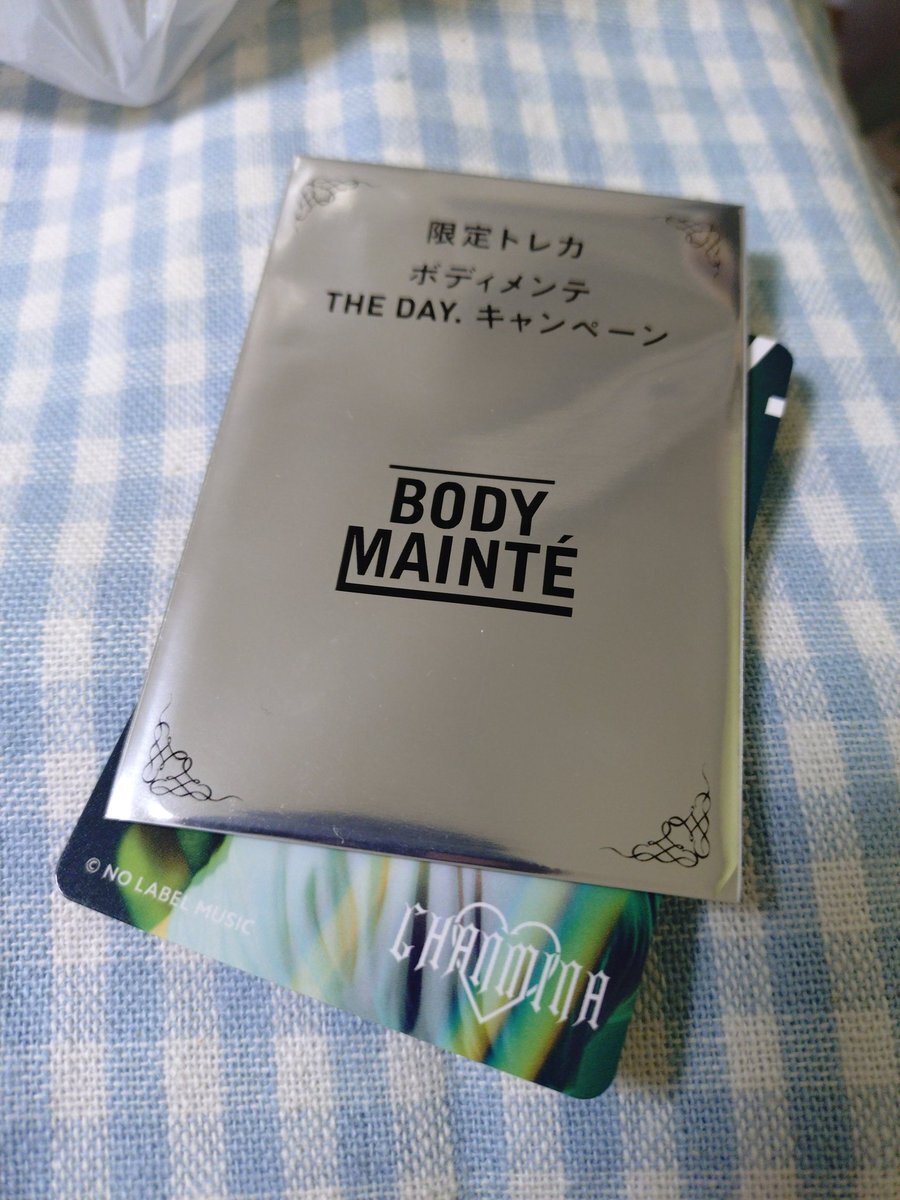 限定トレカ
ボディメンテ
THE DAY. キャンペーン
BODY
MAINTÉ
© NO LABEL MUSIC
CHANMINA